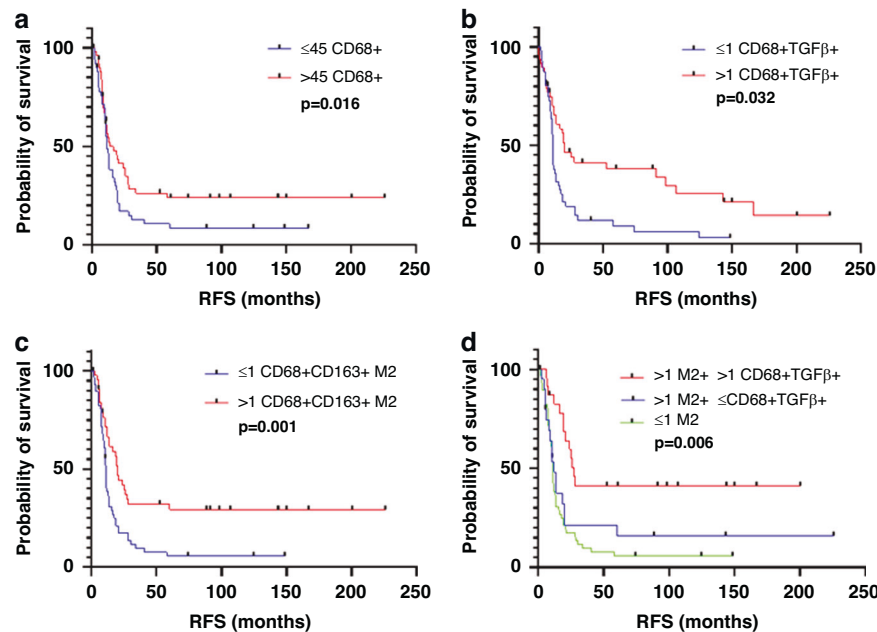 a
Probability of survival
100
50
0
0 50 100 150 200 250
RFS (months)
≤45 CD68+
>45 CD68+
p=0.016
b
Probability of survival
100
50
0
0 50 100 150 200 250
RFS (months)
≤1 CD68+TGFβ+
>1 CD68+TGFβ+
p=0.032
c
Probability of survival
100
50
0
0 50 100 150 200 250
RFS (months)
≤1 CD68+CD163+ M2
>1 CD68+CD163+ M2
p=0.001
d
Probability of survival
100
50
0
0 50 100 150 200 250
RFS (months)
>1 M2+ >1 CD68+TGFβ+
>1 M2+ ≤CD68+TGFβ+
≤1 M2
p=0.006